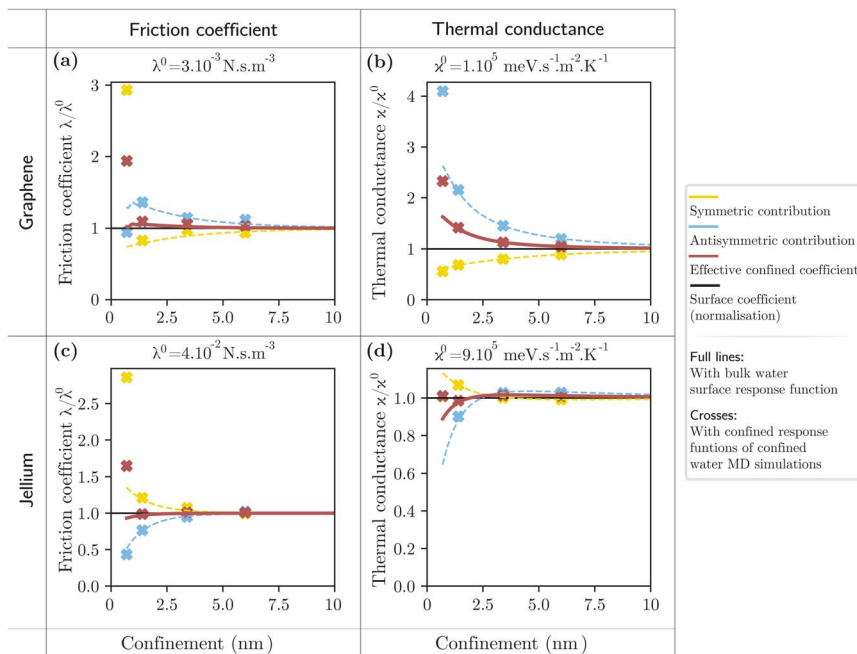 Friction coefficient
Thermal conductance
Graphene
(a)
λ⁰=3.10⁻³ N.s.m⁻³
Friction coefficient λ/λ⁰
3
2
1
0
0
2.5
5.0
7.5
10
(b)
ϰ⁰=1.10⁵ meV.s⁻¹.m⁻².K⁻¹
Thermal conductance ϰ/ϰ⁰
4
3
2
1
0
0
2.5
5.0
7.5
10
Jellium
(c)
λ⁰=4.10⁻² N.s.m⁻³
Friction coefficient λ/λ⁰
2.5
2.0
1.5
1.0
0.5
0.0
0
2.5
5.0
7.5
10
(d)
ϰ⁰=9.10⁵ meV.s⁻¹.m⁻².K⁻¹
Thermal conductance ϰ/ϰ⁰
1.0
0.8
0.6
0.4
0.2
0.0
0
2.5
5.0
7.5
10
Confinement (nm)
Confinement (nm)
Symmetric contribution
Antisymmetric contribution
Effective confined coefficient
Surface coefficient
(normalisation)
Full lines:
With bulk water
surface response function
Crosses:
With confined response
funtions of confined
water MD simulations